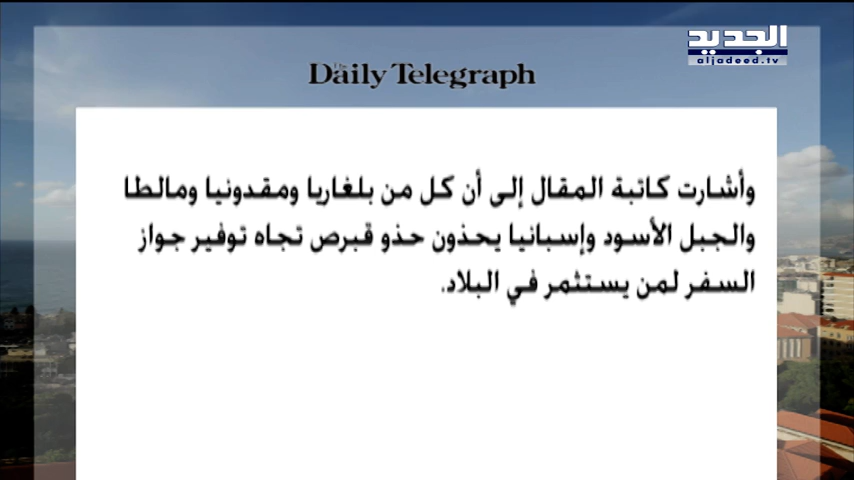 الجديد
aljadeed.tv
The Daily Telegraph
وأشارت كاتبة المقال إلى أن كل من بلغاريا ومقدونيا ومالطا
والجبل الأسود وإسبانيا يحذون حذو قبرص تجاه توفير جواز
السفر لمن يستثمر في البلاد.